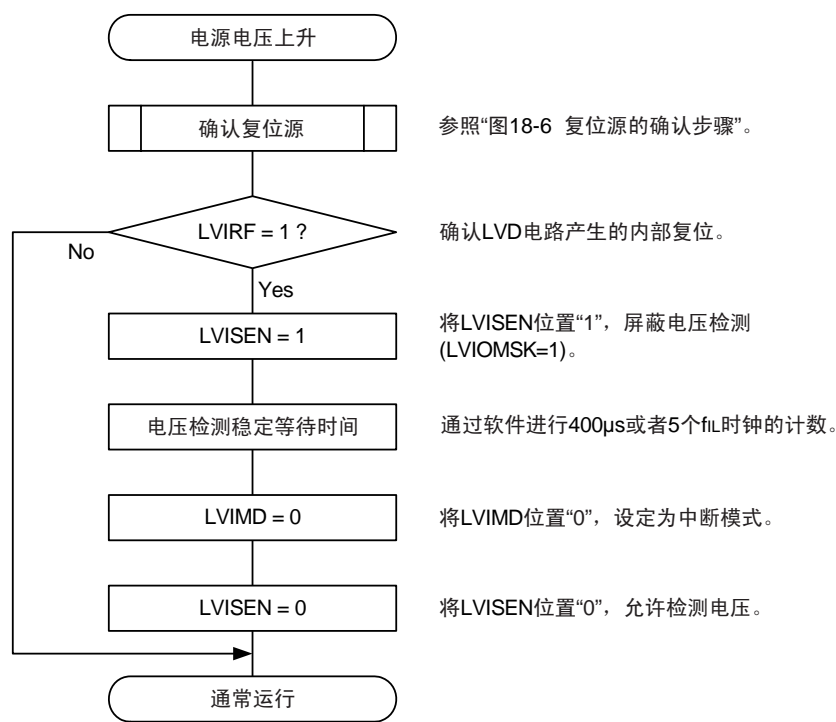 电源电压上升
确认复位源
参照“图18-6 复位源的确认步骤”。
LVIRF = 1 ?
确认LVD电路产生的内部复位。
No
Yes
LVISEN = 1
将LVISEN位置“1”，屏蔽电压检测
(LVIOMSK=1)。
电压检测稳定等待时间
通过软件进行400µs或者5个fIL时钟的计数。
LVIMD = 0
将LVIMD位置“0”，设定为中断模式。
LVISEN = 0
将LVISEN位置“0”，允许检测电压。
通常运行